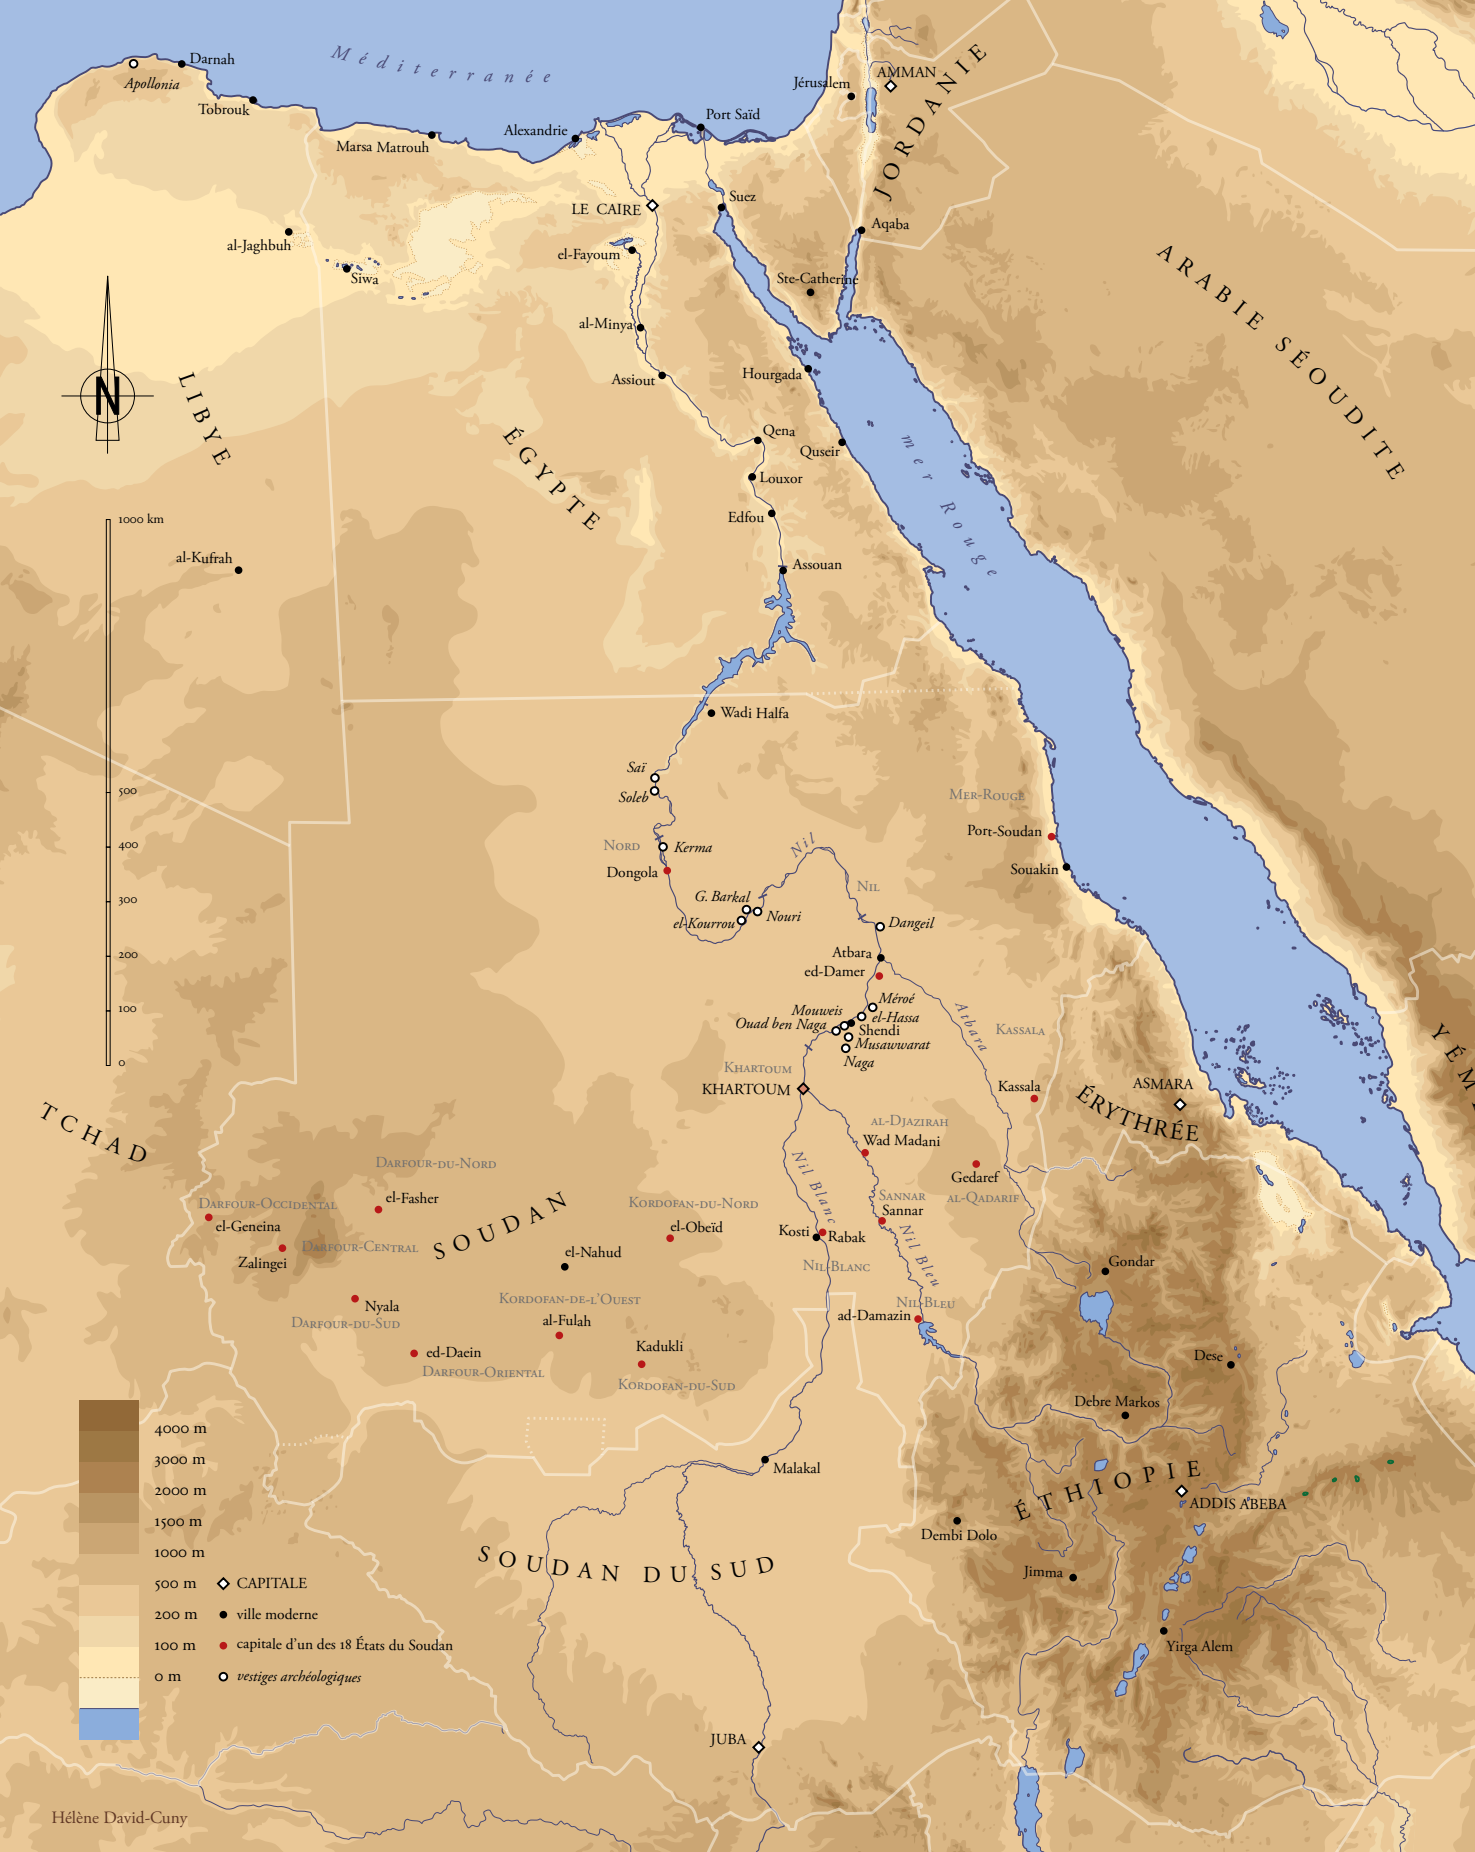 Méditerranée
Darnah
Apollonia
Tobrouk
Marsa Matrouh
Alexandrie
Port Saïd
Jérusalem
AMMAN
JORDANIE
LE CAIRE
Suez
Aqaba
al-Jaghbuh
Siwa
el-Fayoum
Ste-Catherine
ARABIE SÉOUDITE
al-Minya
Assiout
Hourgada
N
LIBYE
ÉGYPTE
Qena
Quseir
mer Rouge
Louxor
Edfou
1000 km
al-Kufrah
Assouan
Wadi Halfa
Saï
Soleb
500
Mer-Rouge
Port-Soudan
400
Nord
Kerma
Nil
Souakin
Dongola
Nil
300
G. Barkal
Nouri
el-Kourrou
Dangeil
200
Atbara
ed-Damer
100
Méroé
Mouweis
el-Hassa
Ouad ben Naga
Shendi
Atbara
Kassala
Musawwarat
Naga
0
YÉME
Khartoum
KHARTOUM
Kassala
ASMARA
ÉRYTHRÉE
TCHAD
al-Djazirah
Wad Madani
Darfour-du-Nord
Nil Blanc
Gedaref
al-Qadarif
Darfour-Occidental
el-Fasher
Kordofan-du-Nord
Sannar
Sannar
el-Geneina
SOUDAN
el-Obeïd
Kosti
Rabak
Nil Bleu
Darfour-Central
Zalingei
el-Nahud
Nil-Blanc
Gondar
Kordofan-de-l'Ouest
Nyala
Darfour-du-Sud
al-Fulah
Nil-Bleu
ad-Damazin
ed-Daein
Kadukli
Dese
Darfour-Oriental
Kordofan-du-Sud
Debre Markos
4000 m
3000 m
Malakal
ÉTHIOPIE
2000 m
ADDIS ABEBA
1500 m
Dembi Dolo
1000 m
SOUDAN DU SUD
Jimma
500 m
CAPITALE
200 m
ville moderne
100 m
capitale d'un des 18 États du Soudan
Yirga Alem
0 m
vestiges archéologiques
JUBA
Hélène David-Cuny